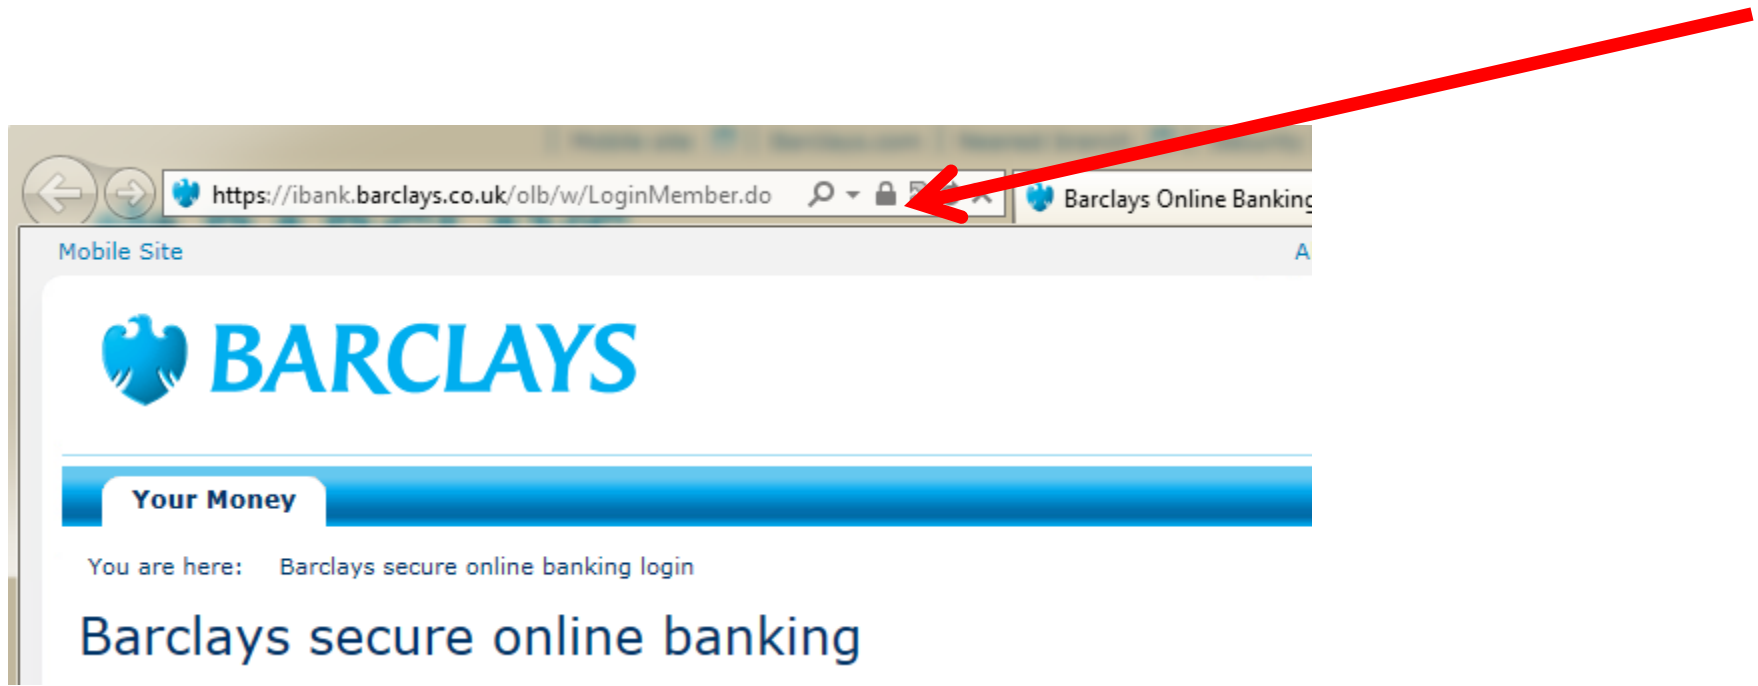 https://ibank.barclays.co.uk/olb/w/LoginMember.do
Barclays Online Banking
Mobile Site
A
BARCLAYS
Your Money
You are here: Barclays secure online banking login
Barclays secure online banking